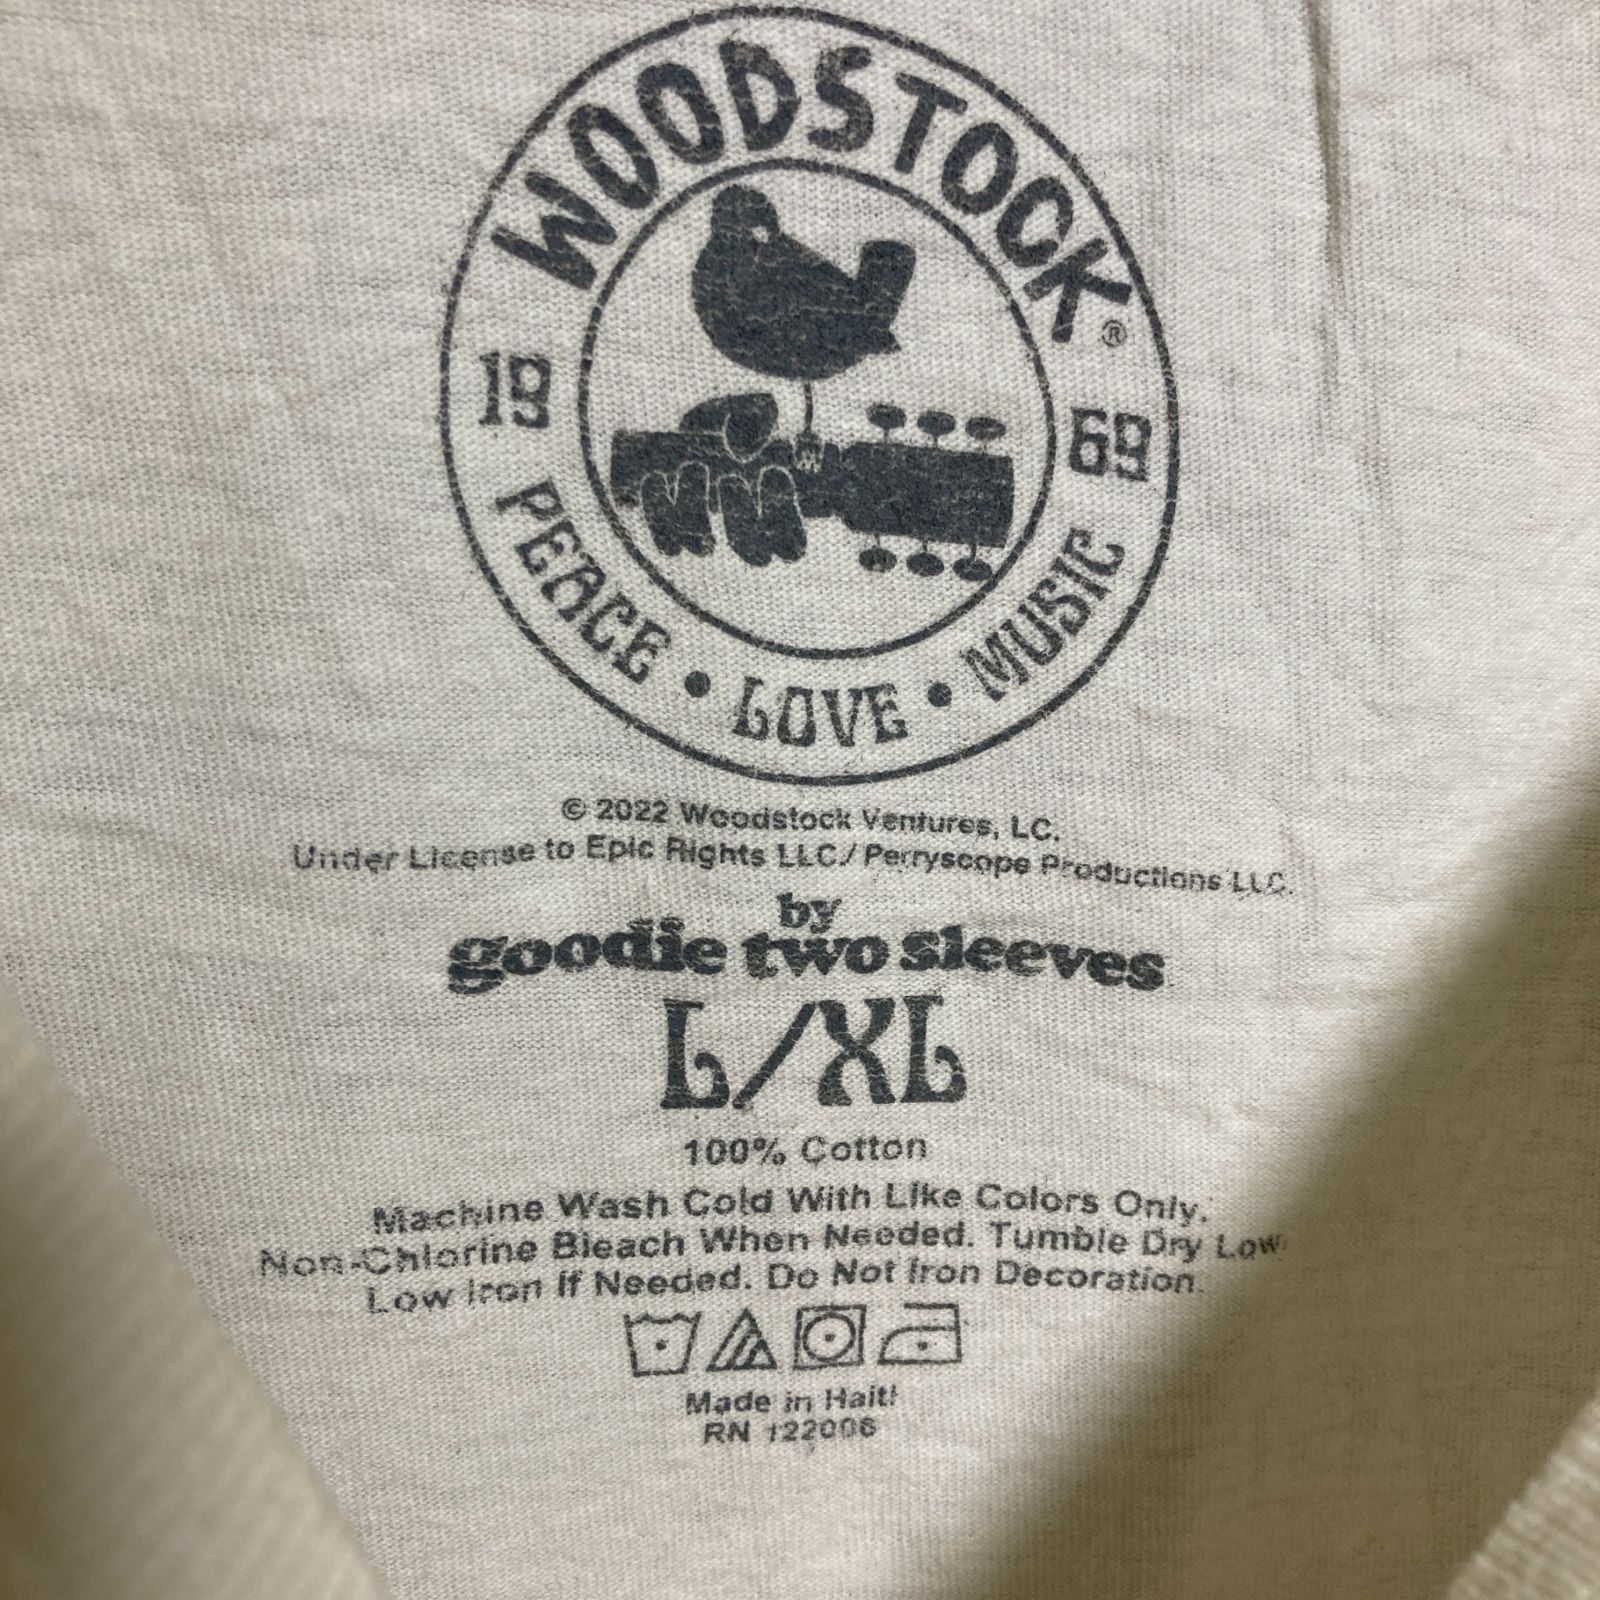 WOODSTOCK®
19 69
PEACE • LOVE • MUSIC
© 2022 Woodstock Ventures, LC.
Under License to Epic Rights LLC./ Perryscope Productions LLC.
by
goodie two sleeves
L/XL
100% Cotton
Machine Wash Cold With Like Colors Only.
Non-Chlorine Bleach When Needed. Tumble Dry Low.
Low Iron If Needed. Do Not Iron Decoration.
Made in Haiti
RN 122006